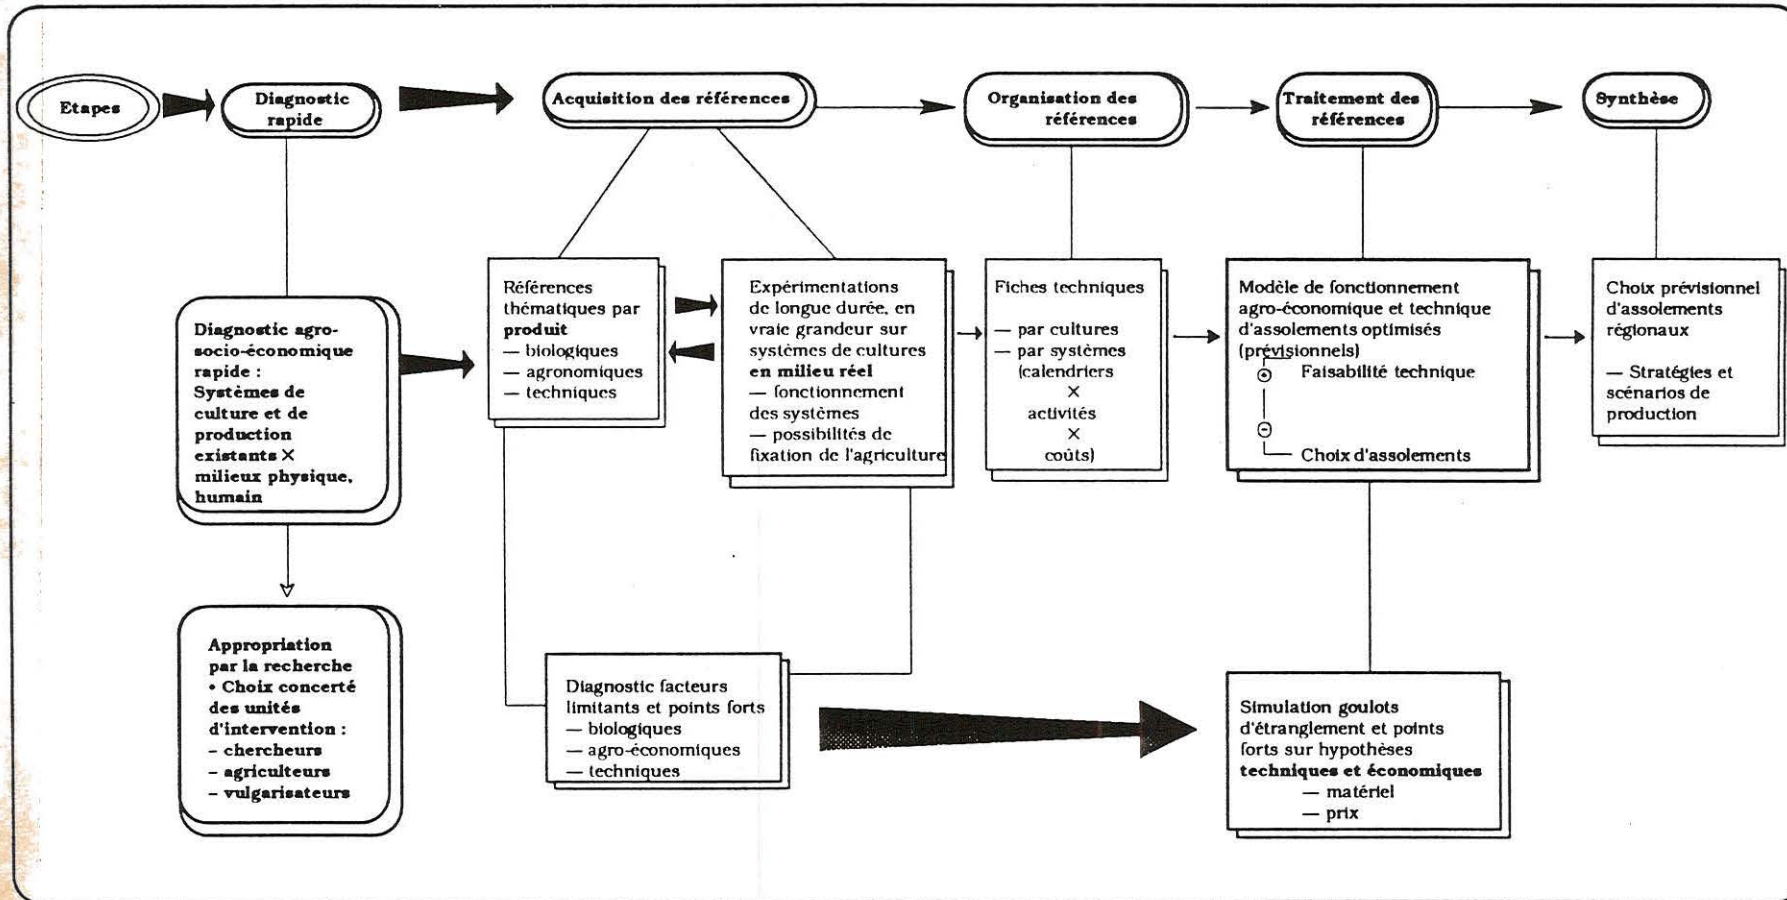 Etapes
Diagnostic
rapide
Acquisition des références
Organisation des
références
Traitement des
références
Synthèse
Diagnostic agro-
socio-économique
rapide :
Systèmes de
culture et de
production
existants ×
milieux physique,
humain
Appropriation
par la recherche
• Choix concerté
des unités
d'intervention :
- chercheurs
- agriculteurs
- vulgarisateurs
Références
thématiques par
produit
— biologiques
— agronomiques
— techniques
Expérimentations
de longue durée, en
vraie grandeur sur
systèmes de cultures
en milieu réel
— fonctionnement
des systèmes
— possibilités de
fixation de l'agriculture
Diagnostic facteurs
limitants et points forts
— biologiques
— agro-économiques
— techniques
Fiches techniques
— par cultures
— par systèmes
(calendriers
×
activités
×
coûts)
Modèle de fonctionnement
agro-économique et technique
d'assolements optimisés
(prévisionnels)
+ Faisabilité technique
-
Choix d'assolements
Simulation goulots
d'étranglement et points
forts sur hypothèses
techniques et économiques
— matériel
— prix
Choix prévisionnel
d'assolements
régionaux
— Stratégies et
scénarios de
production